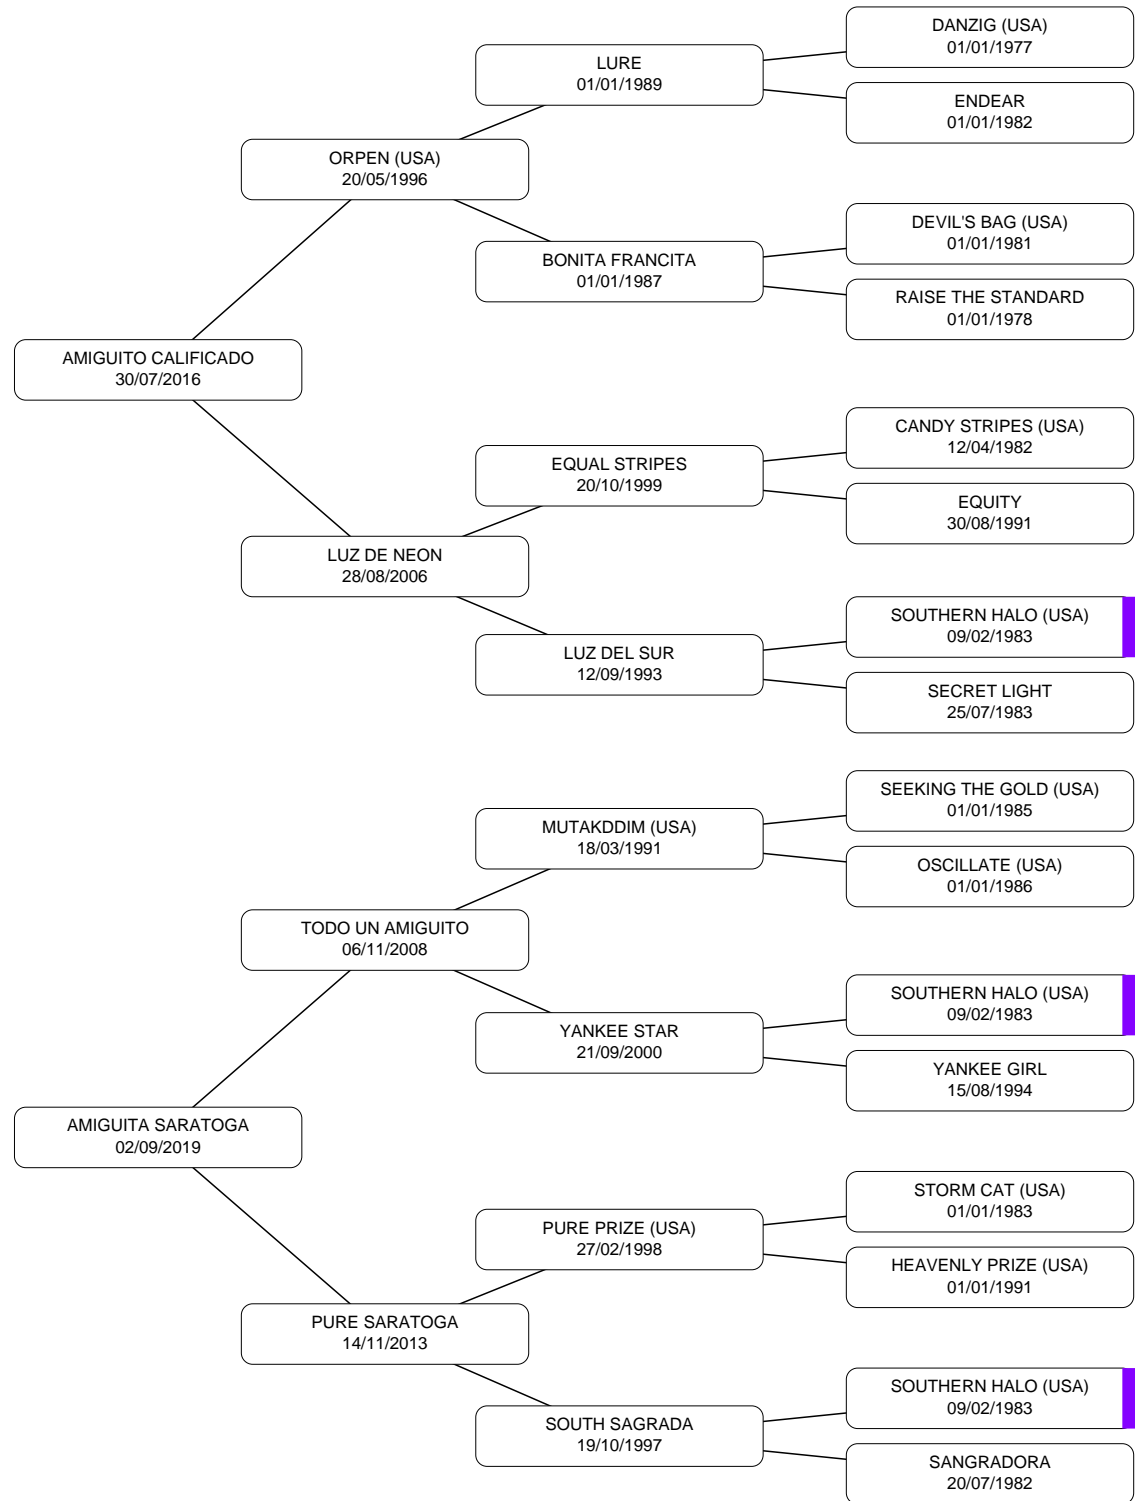 DANZIG (USA)
01/01/1977
LURE
01/01/1989
ENDEAR
01/01/1982
ORPEN (USA)
20/05/1996
DEVIL'S BAG (USA)
01/01/1981
BONITA FRANCITA
01/01/1987
RAISE THE STANDARD
01/01/1978
AMIGUITO CALIFICADO
30/07/2016
CANDY STRIPES (USA)
12/04/1982
EQUAL STRIPES
20/10/1999
EQUITY
30/08/1991
LUZ DE NEON
28/08/2006
SOUTHERN HALO (USA)
09/02/1983
LUZ DEL SUR
12/09/1993
SECRET LIGHT
25/07/1983
SEEKING THE GOLD (USA)
01/01/1985
MUTAKDDIM (USA)
18/03/1991
OSCILLATE (USA)
01/01/1986
TODO UN AMIGUITO
06/11/2008
SOUTHERN HALO (USA)
09/02/1983
YANKEE STAR
21/09/2000
YANKEE GIRL
15/08/1994
AMIGUITA SARATOGA
02/09/2019
STORM CAT (USA)
01/01/1983
PURE PRIZE (USA)
27/02/1998
HEAVENLY PRIZE (USA)
01/01/1991
PURE SARATOGA
14/11/2013
SOUTHERN HALO (USA)
09/02/1983
SOUTH SAGRADA
19/10/1997
SANGRADORA
20/07/1982